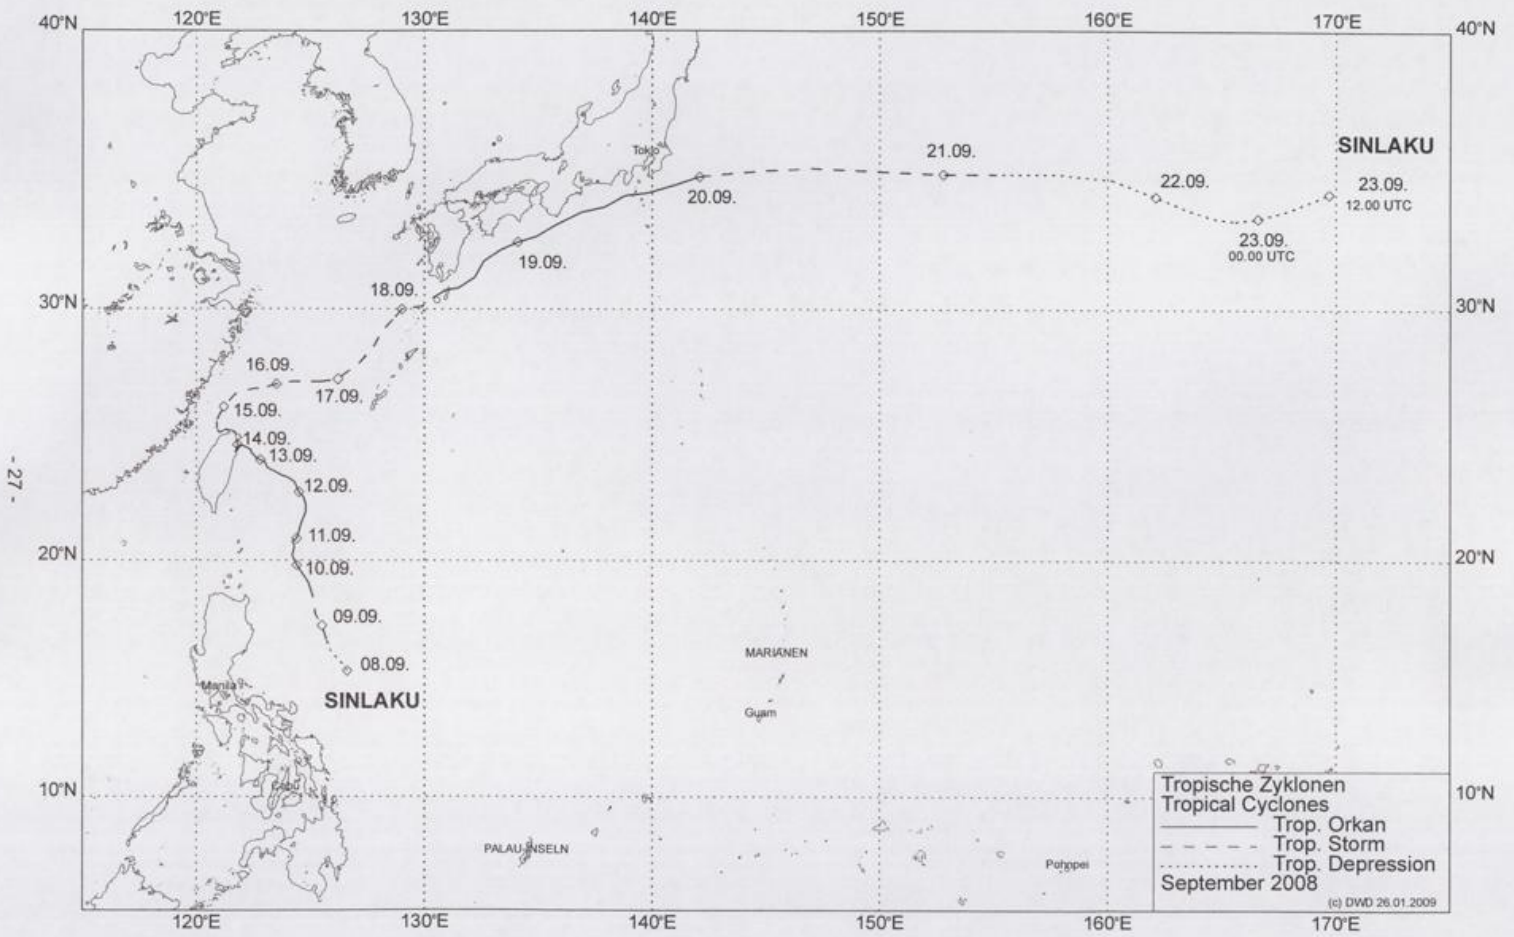 120°E 130°E 140°E 150°E 160°E 170°E
40°N 40°N
Tokio
21.09.
SINLAKU
20.09.
22.09.
23.09.
12.00 UTC
23.09.
00.00 UTC
19.09.
18.09.
30°N 30°N
16.09.
17.09.
15.09.
14.09.
13.09.
- 27 -
12.09.
11.09.
20°N 20°N
10.09.
09.09.
MARIANEN
08.09.
Manila
SINLAKU
Guam
Cebu
10°N 10°N
PALAU-INSELN
Pohnpei
Tropische Zyklonen
Tropical Cyclones
Trop. Orkan
Trop. Storm
Trop. Depression
September 2008
(c) DWD 26.01.2009
120°E 130°E 140°E 150°E 160°E 170°E